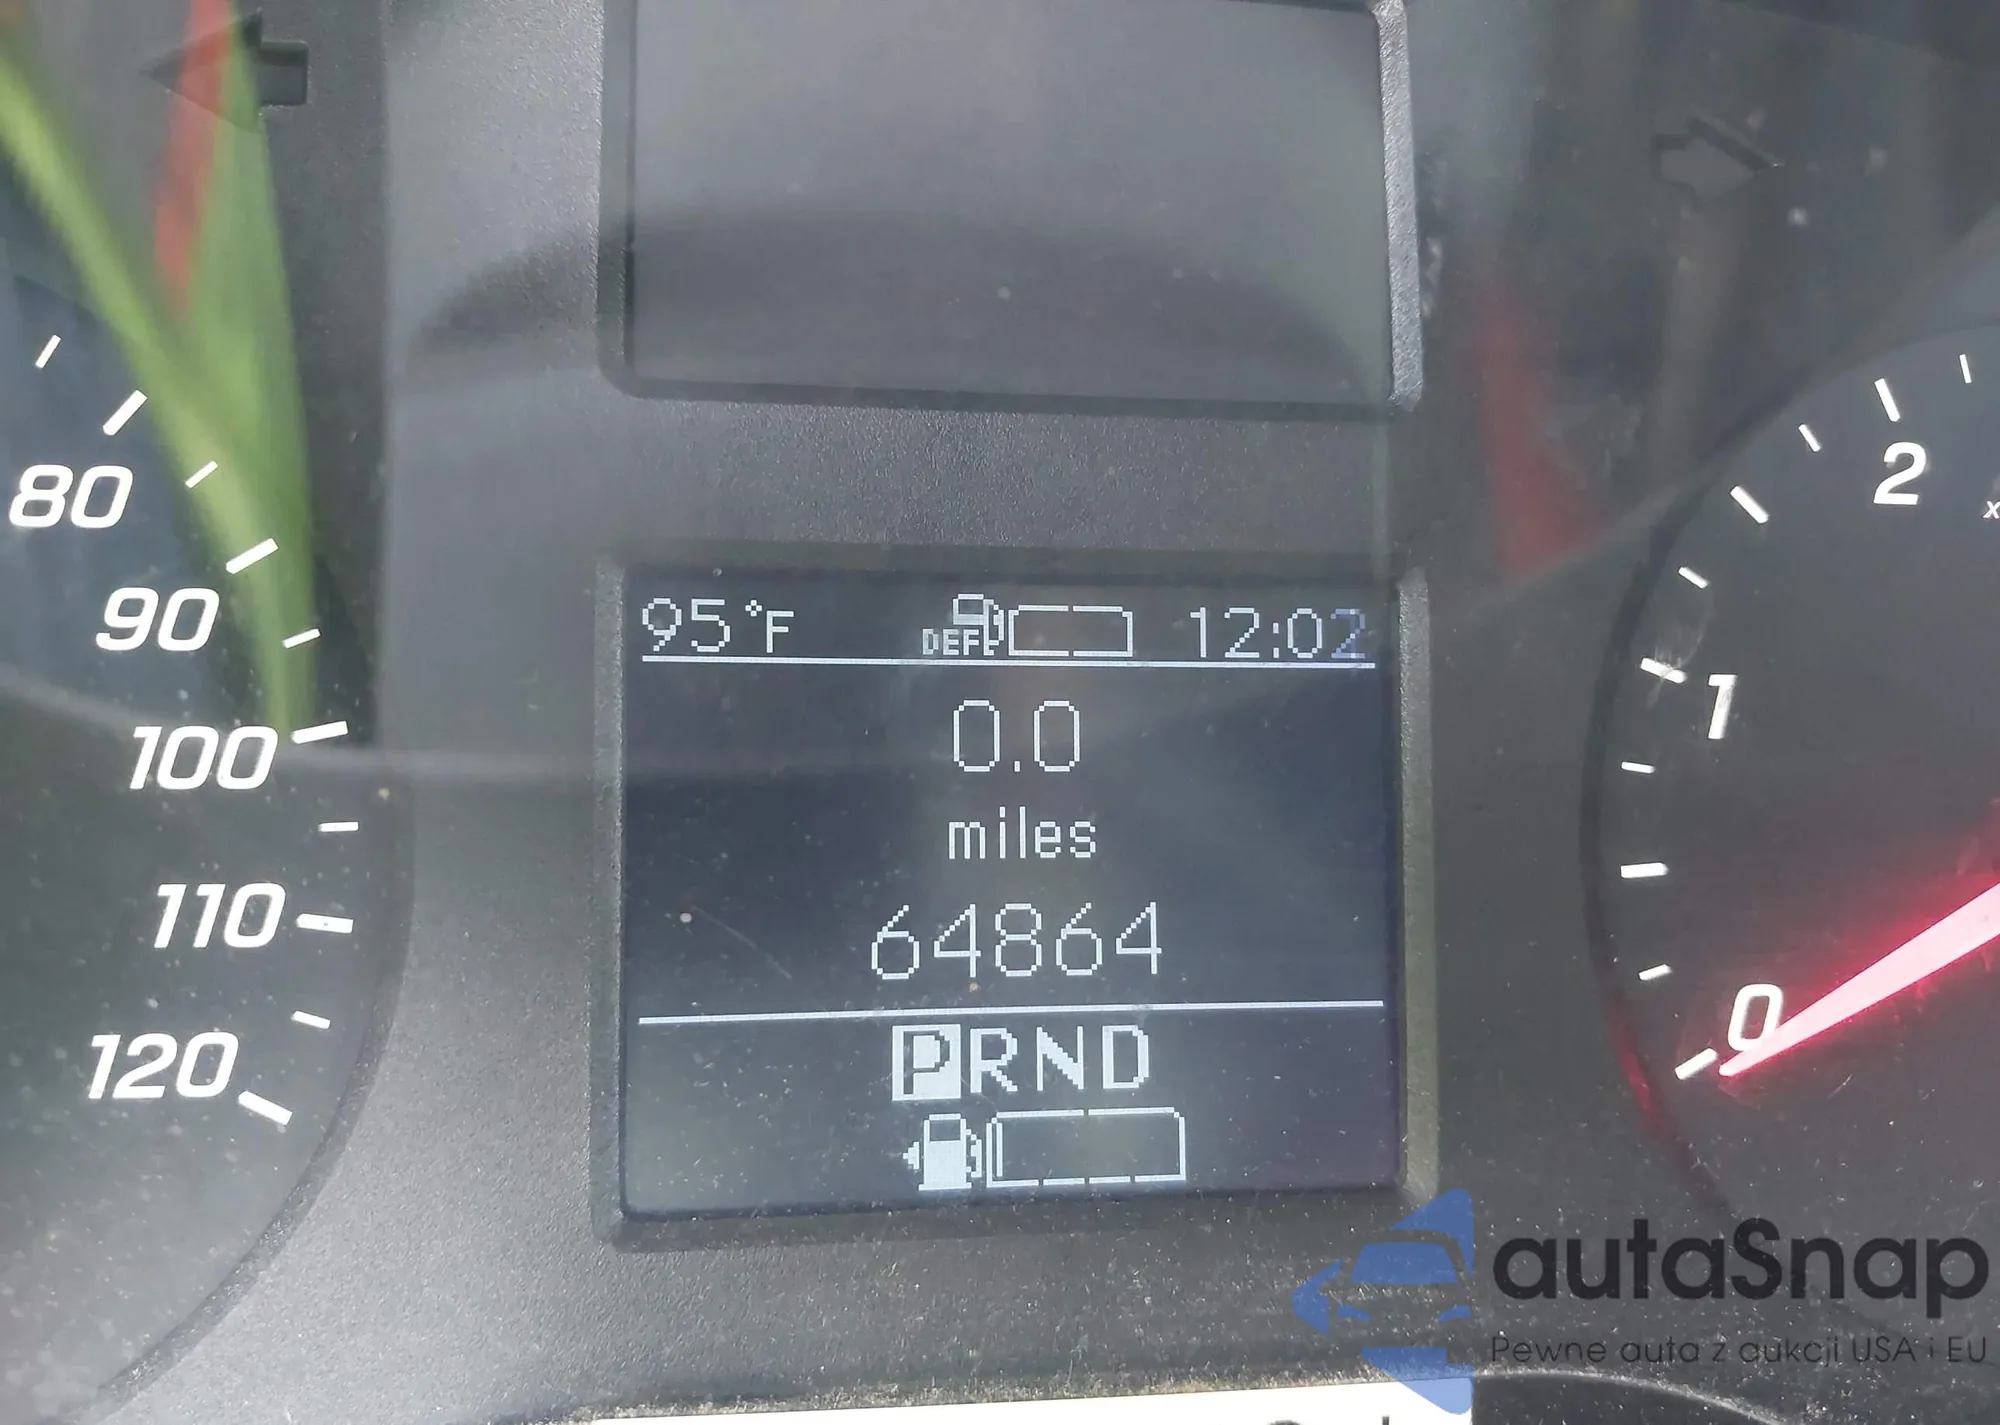 80
90
100
110
120
95°F DEF 12:02
0.0
miles
64864
PRND
2
x
1
0
autaSnap
Pewne auta z aukcji USA i EU